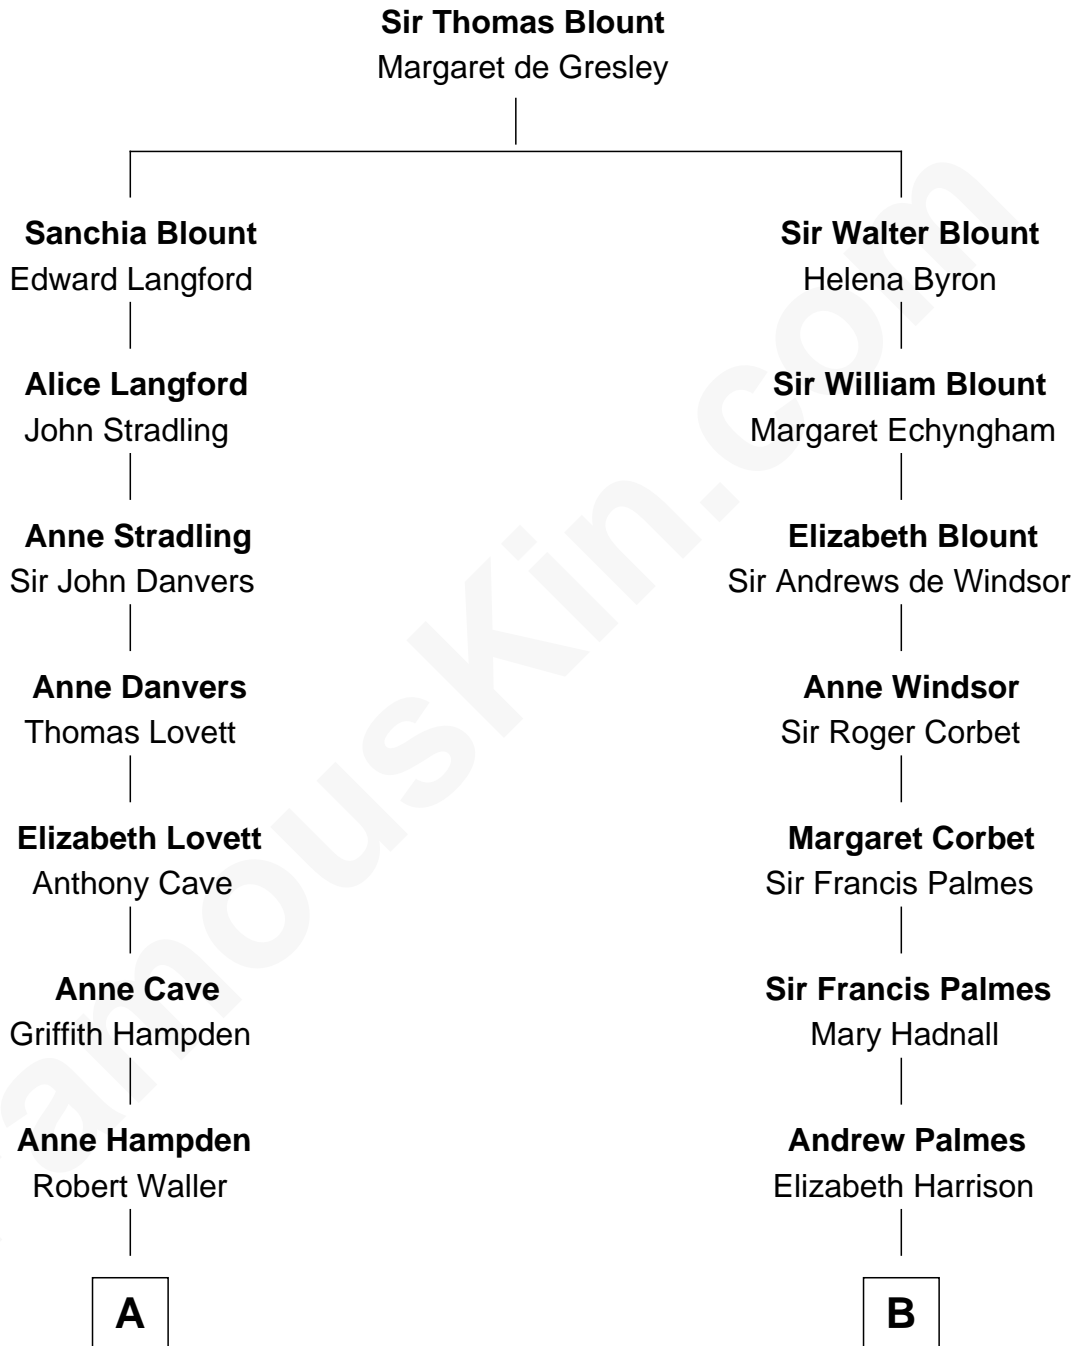 Sir Thomas Blount
Margaret de Gresley
Sanchia Blount
Edward Langford
Sir Walter Blount
Helena Byron
Alice Langford
John Stradling
Sir William Blount
Margaret Echyngham
Anne Stradling
Sir John Danvers
Elizabeth Blount
Sir Andrews de Windsor
Anne Danvers
Thomas Lovett
Anne Windsor
Sir Roger Corbet
Elizabeth Lovett
Anthony Cave
Margaret Corbet
Sir Francis Palmes
Anne Cave
Griffith Hampden
Sir Francis Palmes
Mary Hadnall
Anne Hampden
Robert Waller
Andrew Palmes
Elizabeth Harrison
A
B
amouskin.com